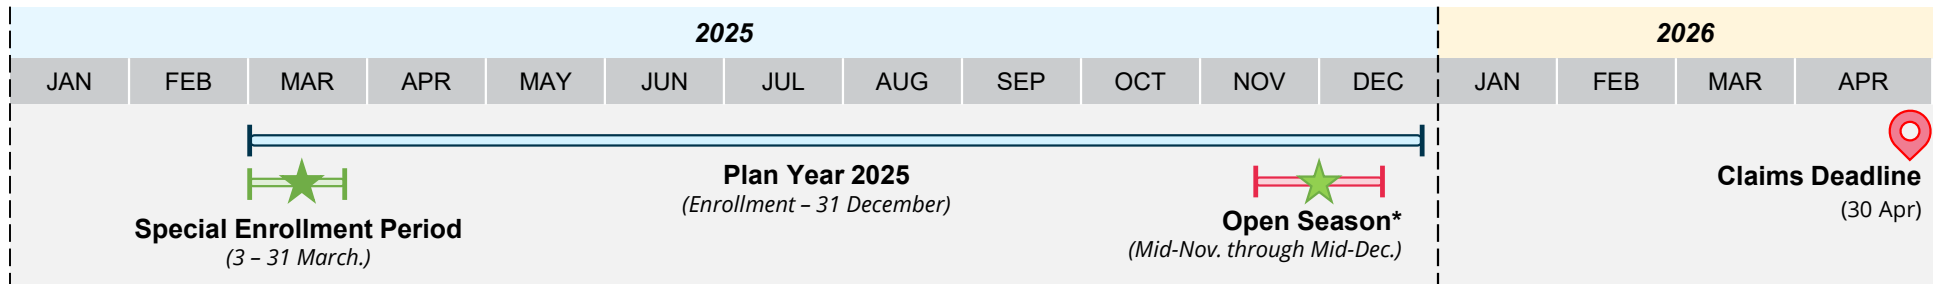 2025
2026
JAN FEB MAR APR MAY JUN JUL AUG SEP OCT NOV DEC JAN FEB MAR APR
Plan Year 2025
(Enrollment – 31 December)
Special Enrollment Period
(3 – 31 March.)
Open Season*
(Mid-Nov. through Mid-Dec.)
Claims Deadline
(30 Apr)